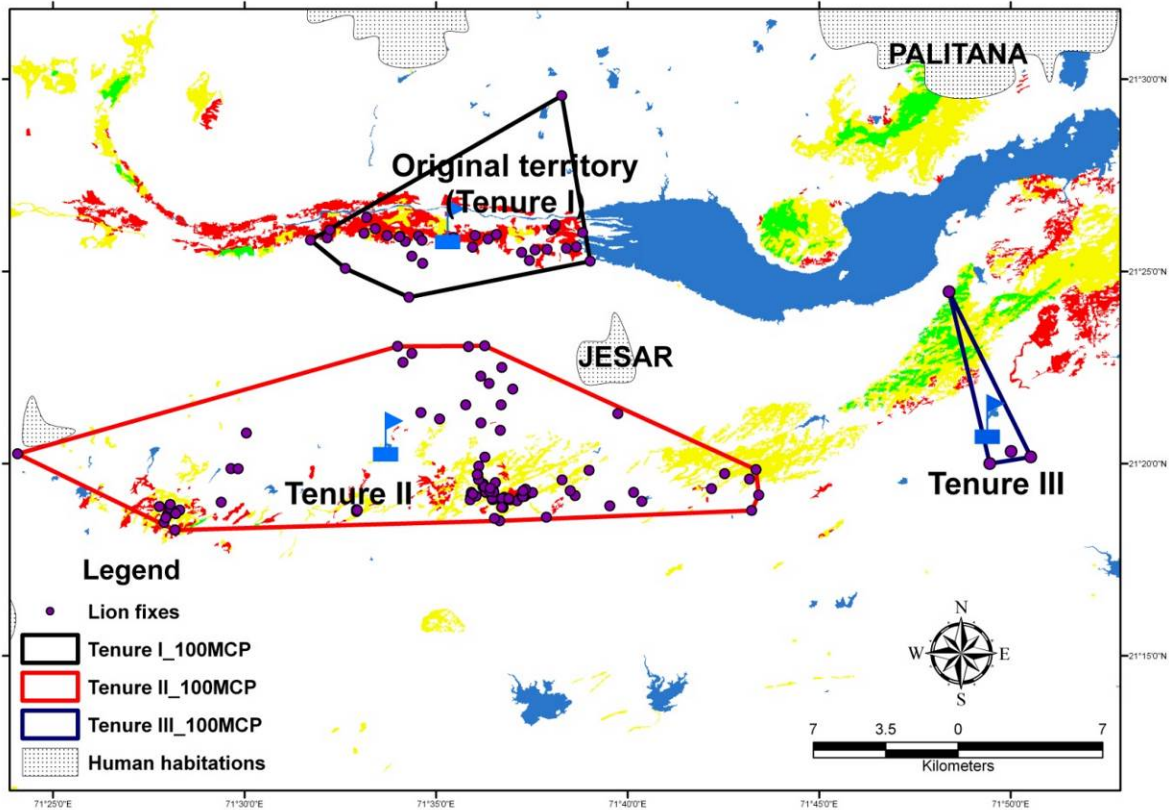 PALITANA
21°30'0"N
Original territory
(Tenure I)
21°25'0"N
JESAR
21°20'0"N
Tenure II
Tenure III
Legend
Lion fixes
Tenure I_100MCP
Tenure II_100MCP
Tenure III_100MCP
Human habitations
N
W E
S
21°15'0"N
7 3.5 0 7
Kilometers
71°25'0"E 71°30'0"E 71°35'0"E 71°40'0"E 71°45'0"E 71°50'0"E